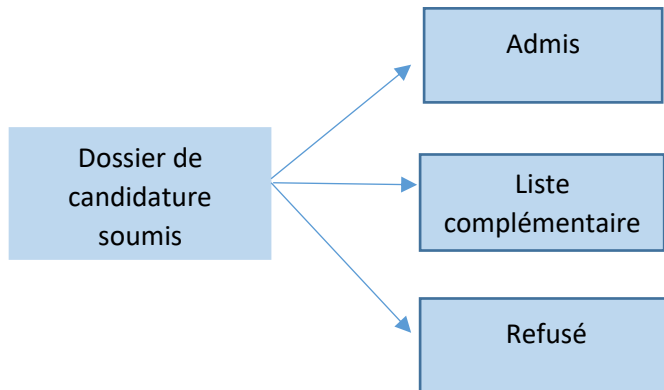 Admis
Dossier de
candidature
soumis
Liste
complémentaire
Refusé